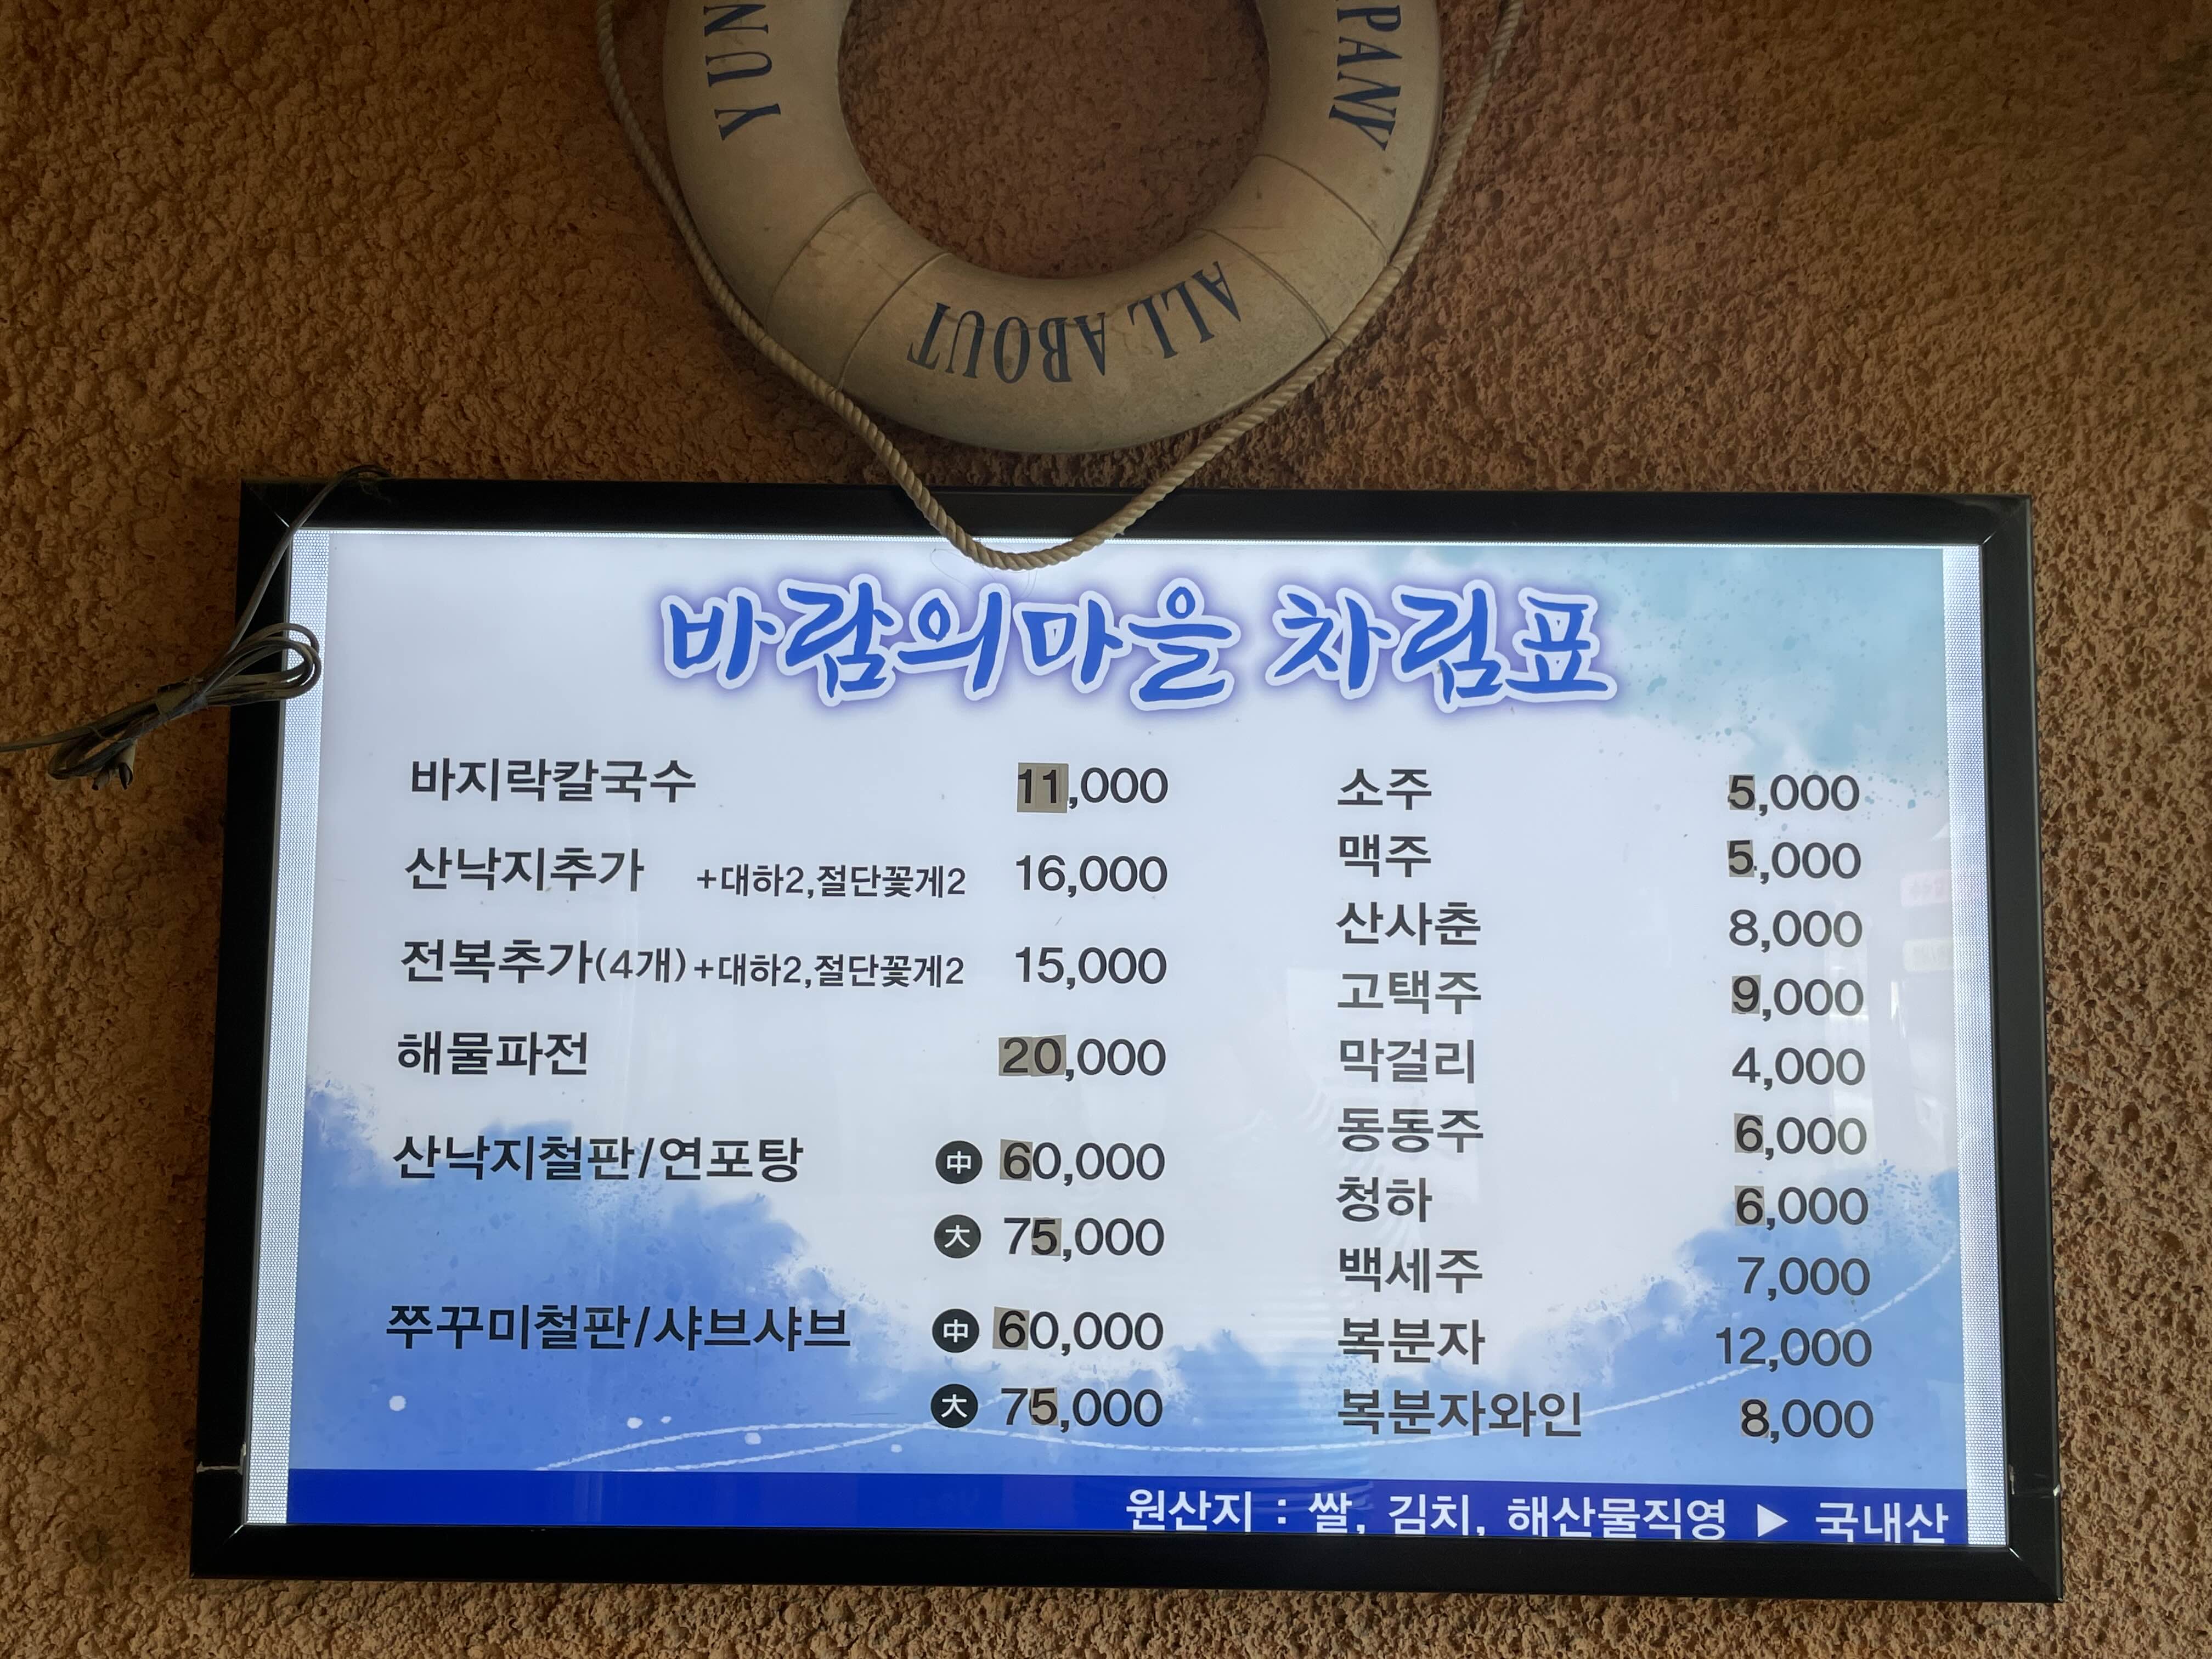 YUN
PANY
ALL ABOUT
바람의마을 차림표
바지락칼국수 11,000
산낙지추가 +대하2,절단꽃게2 16,000
전복추가(4개)+대하2,절단꽃게2 15,000
해물파전 20,000
산낙지철판/연포탕 中 60,000
大 75,000
쭈꾸미철판/샤브샤브 中 60,000
大 75,000
소주 5,000
맥주 5,000
산사춘 8,000
고택주 9,000
막걸리 4,000
동동주 6,000
청하 6,000
백세주 7,000
복분자 12,000
복분자와인 8,000
원산지 : 쌀, 김치, 해산물직영 ▶ 국내산